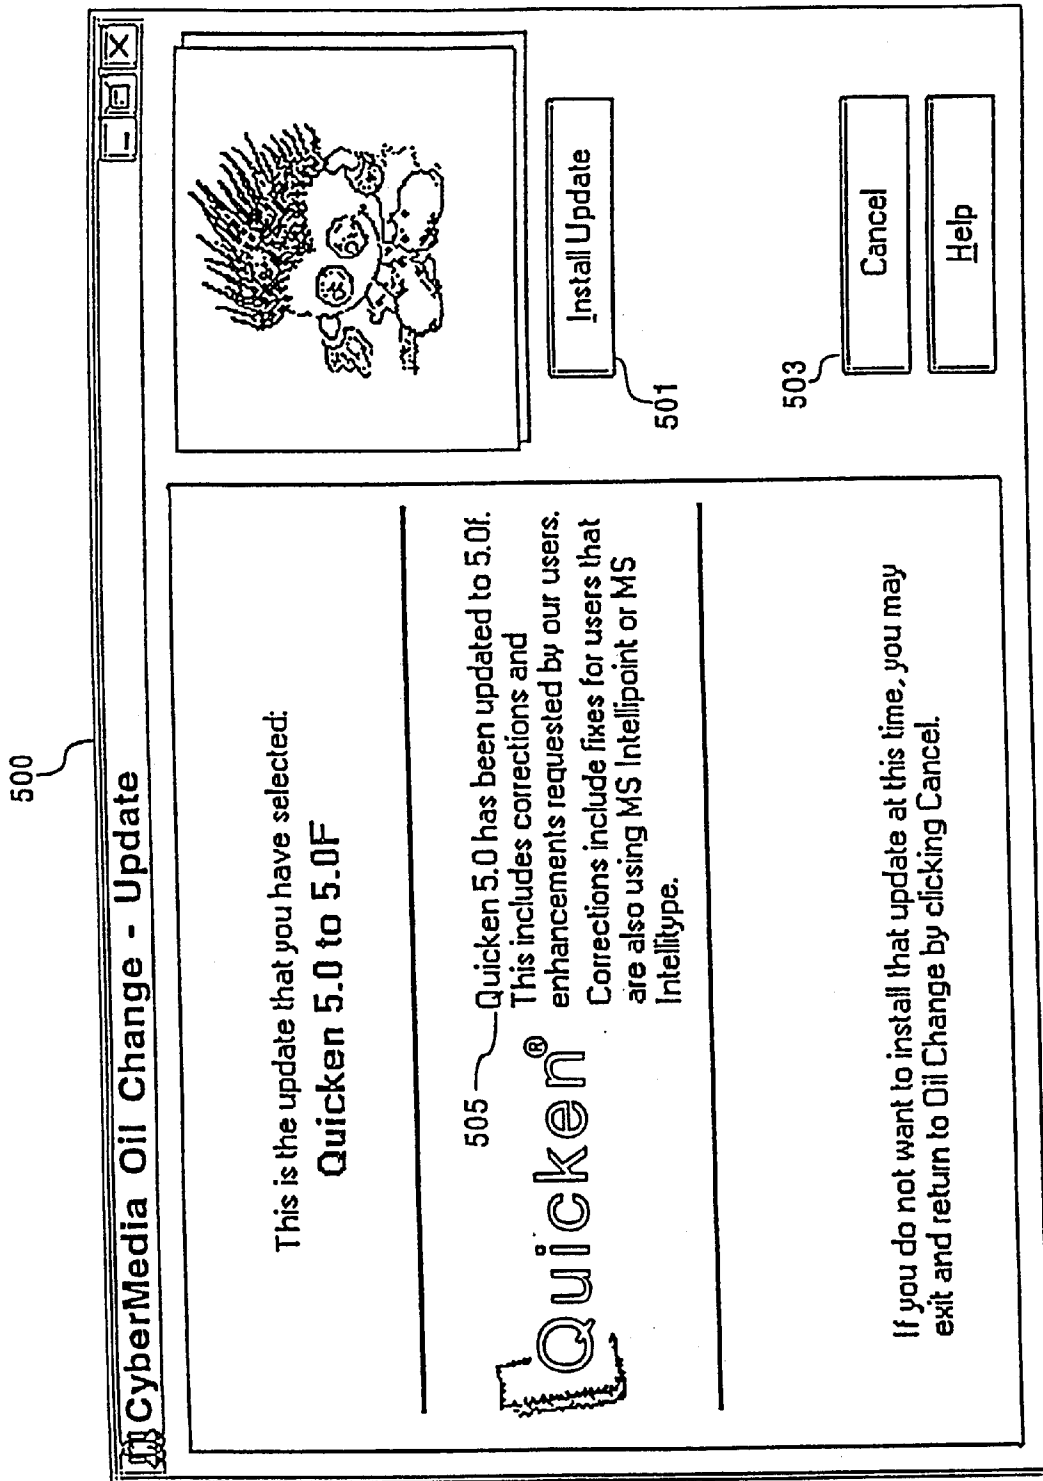 500
CyberMedia Oil Change - Update
This is the update that you have selected:
Quicken 5.0 to 5.0F
505
Quicken®
Quicken 5.0 has been updated to 5.0f.
This includes corrections and
enhancements requested by our users.
Corrections include fixes for users that
are also using MS Intellipoint or MS
Intellitype.
If you do not want to install that update at this time, you may
exit and return to Oil Change by clicking Cancel.
Install Update
501
503
Cancel
Help